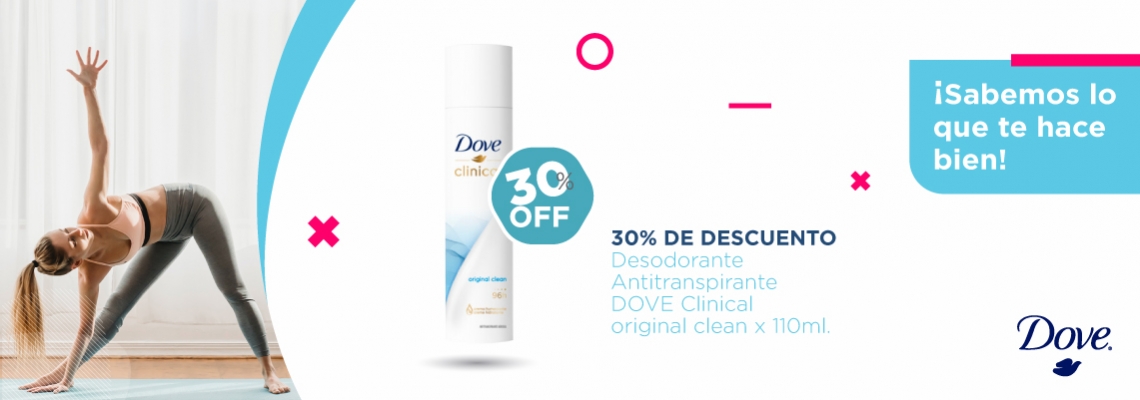 Dove
clinical
30%
OFF
original clean
96h
30% DE DESCUENTO
Desodorante
Antitranspirante
DOVE Clinical
original clean x 110ml.
¡Sabemos lo
que te hace
bien!
Dove.